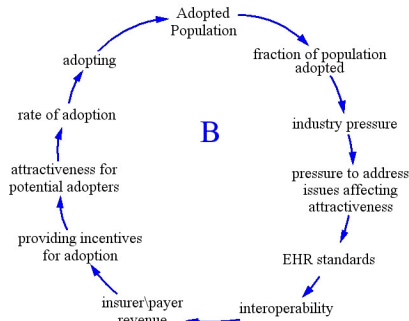 Adopted
Population
fraction of population
adopted
industry pressure
pressure to address
issues affecting
attractiveness
EHR standards
interoperability
insurer\payer
revenue
providing incentives
for adoption
attractiveness for
potential adopters
rate of adoption
adopting
B